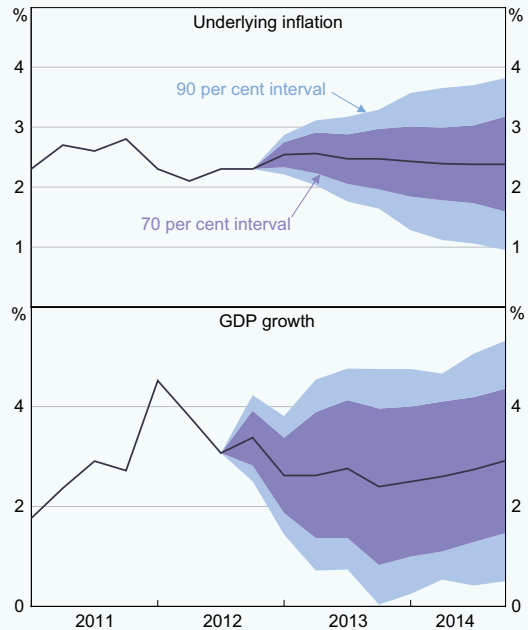 % Underlying inflation %
4 4
90 per cent interval
3 3
2 2
70 per cent interval
1 1
% GDP growth %
4 4
2 2
0 0
2011 2012 2013 2014